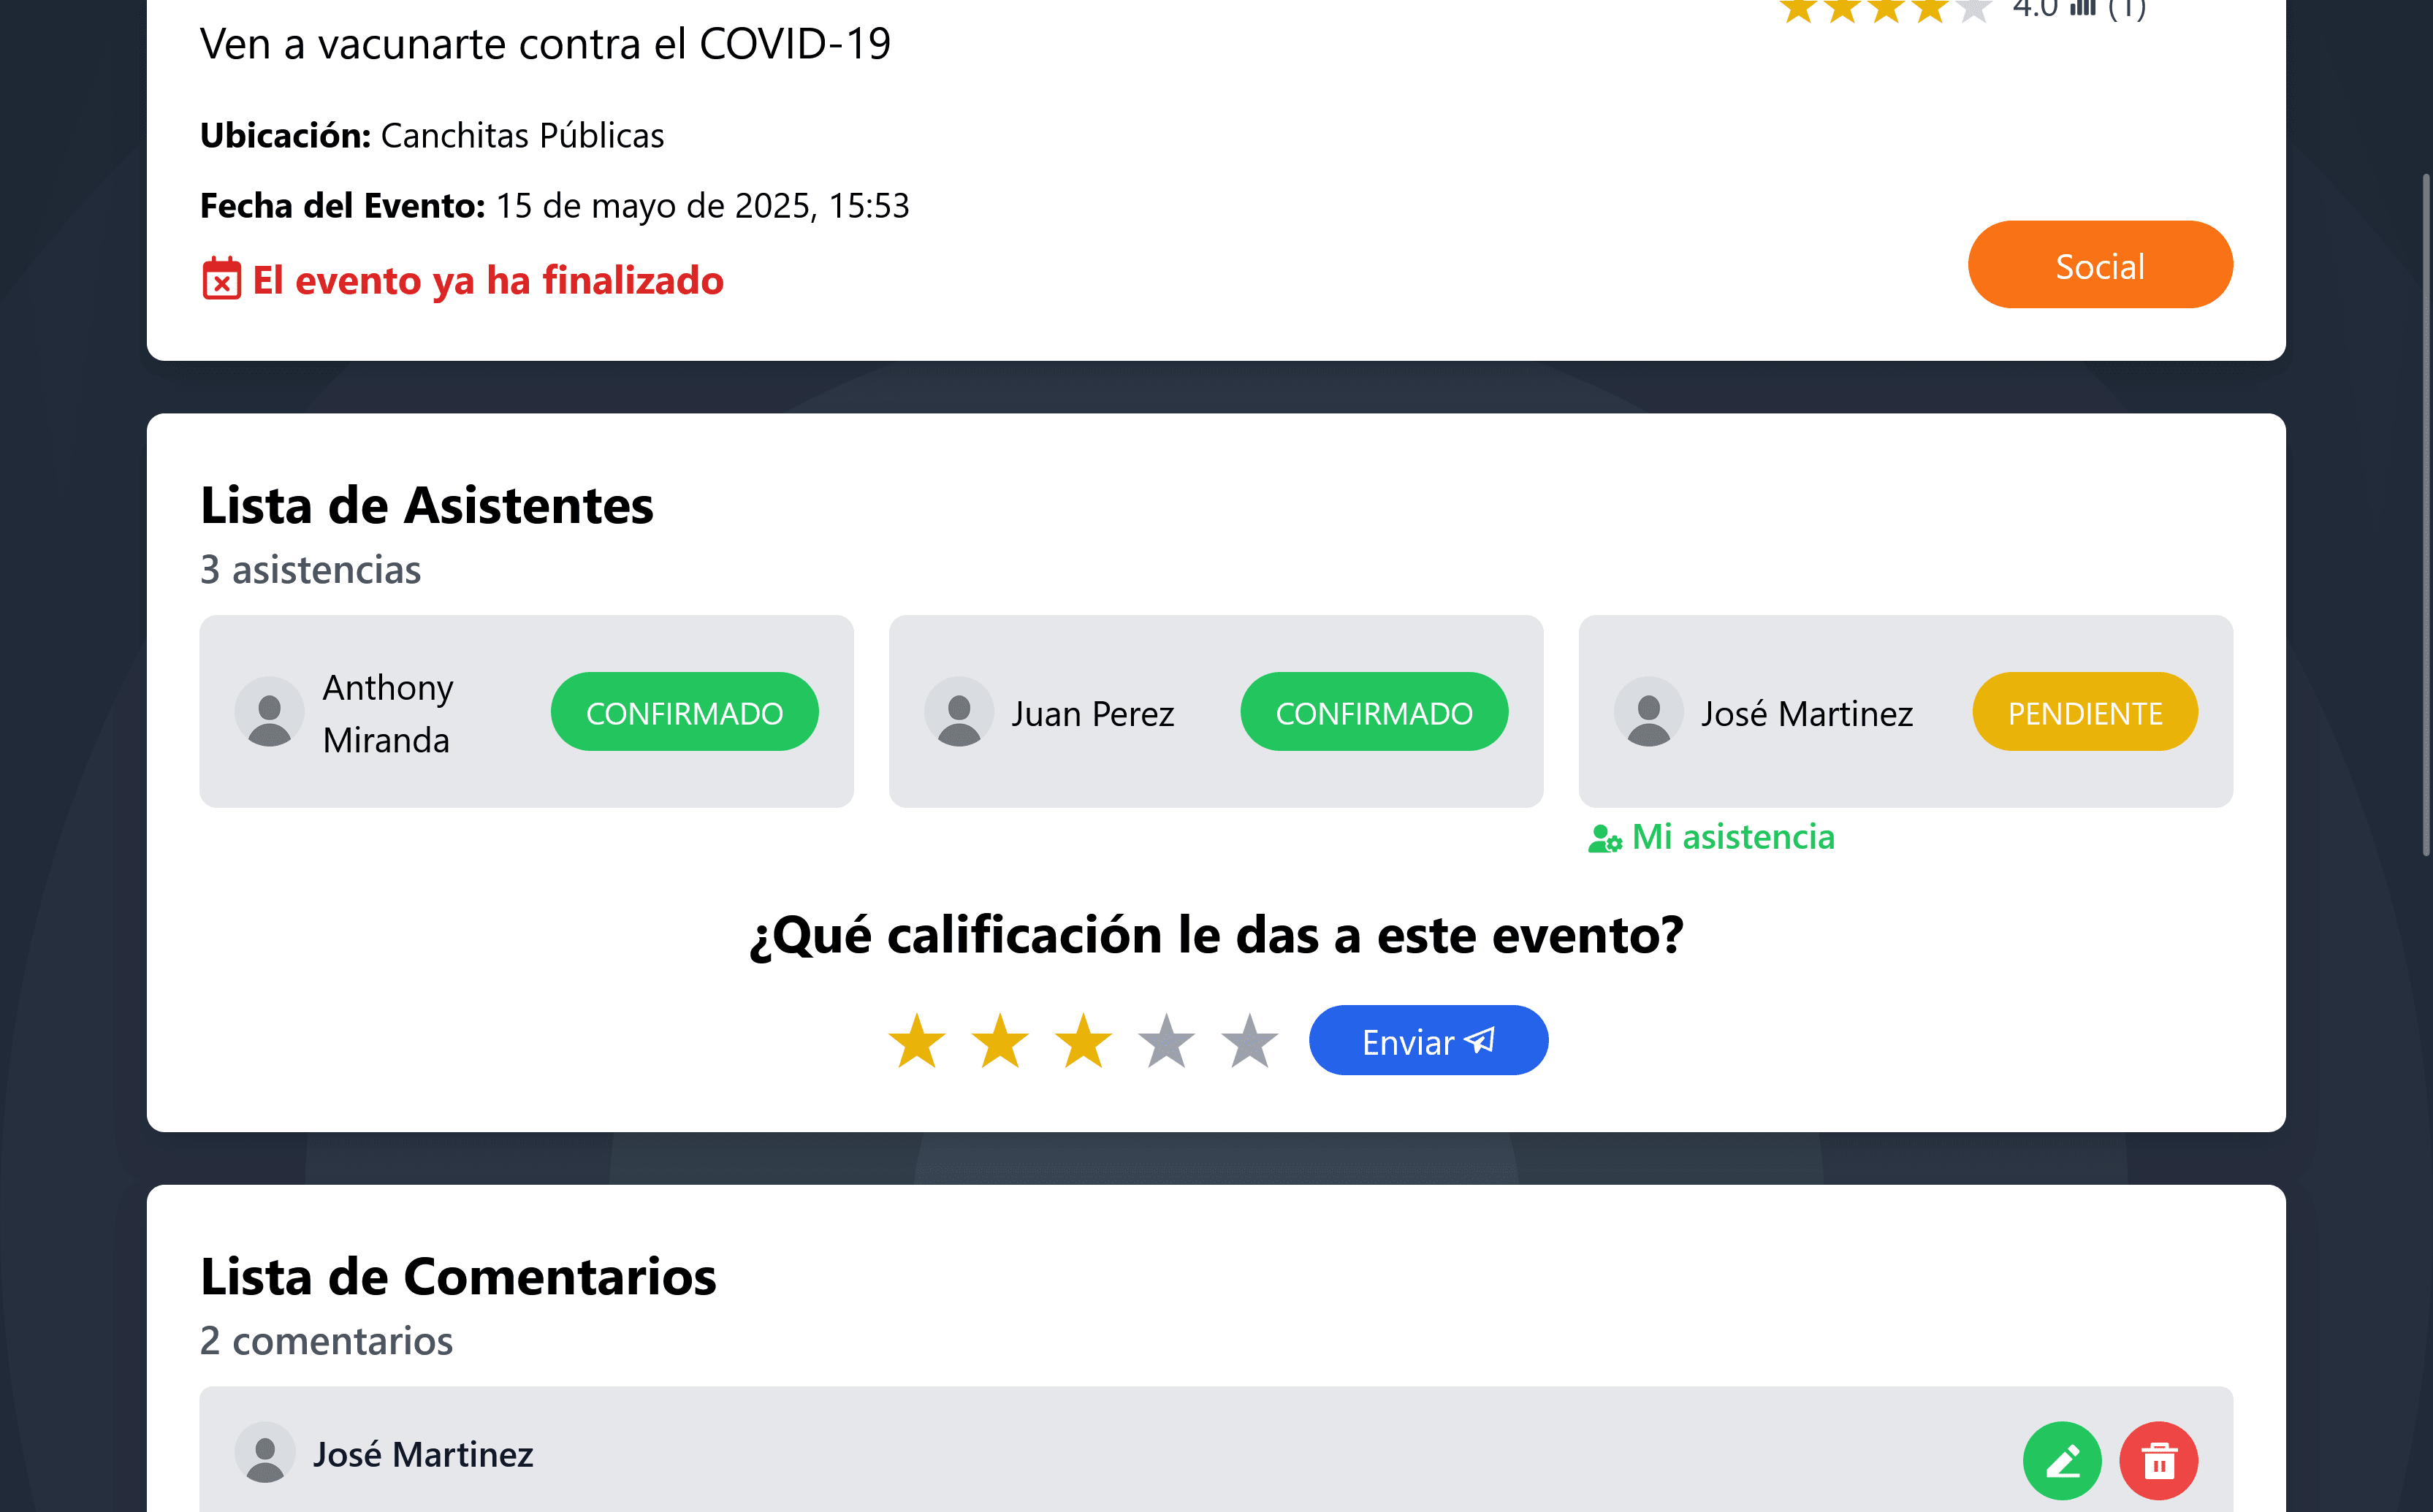 4.0 (1)
Ven a vacunarte contra el COVID-19
Ubicación: Canchitas Públicas
Fecha del Evento: 15 de mayo de 2025, 15:53
El evento ya ha finalizado
Social
Lista de Asistentes
3 asistencias
Anthony
Miranda
CONFIRMADO
Juan Perez
CONFIRMADO
José Martinez
PENDIENTE
Mi asistencia
¿Qué calificación le das a este evento?
Enviar
Lista de Comentarios
2 comentarios
José Martinez